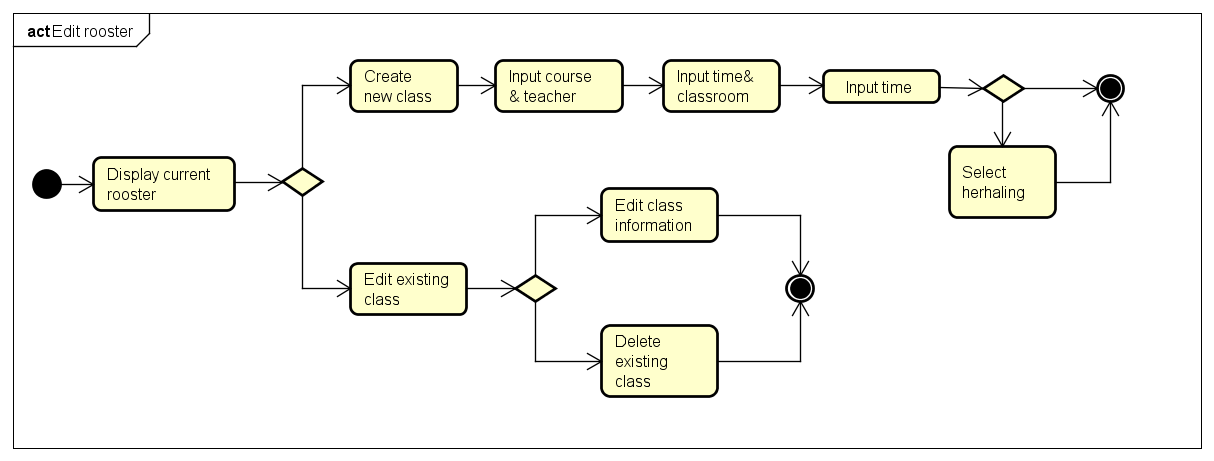 act Edit rooster
Create
new class
Input course
& teacher
Input time&
classroom
Input time
Display current
rooster
Select
herhaling
Edit class
information
Edit existing
class
Delete
existing
class